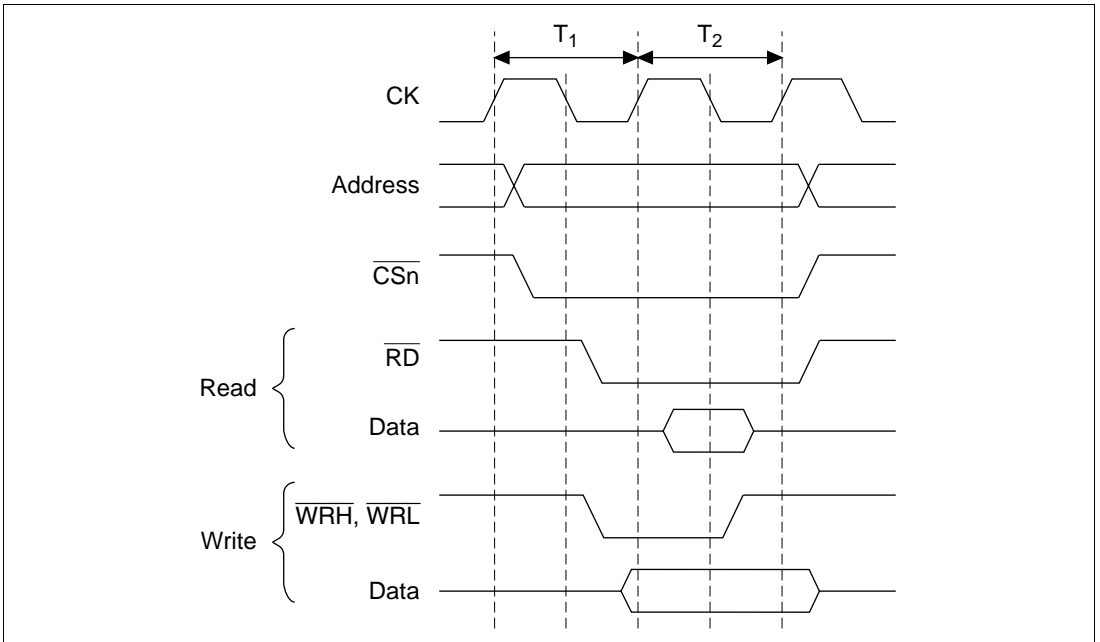 T1 T2
CK
Address
CSn
RD
Read
Data
WRH, WRL
Write
Data